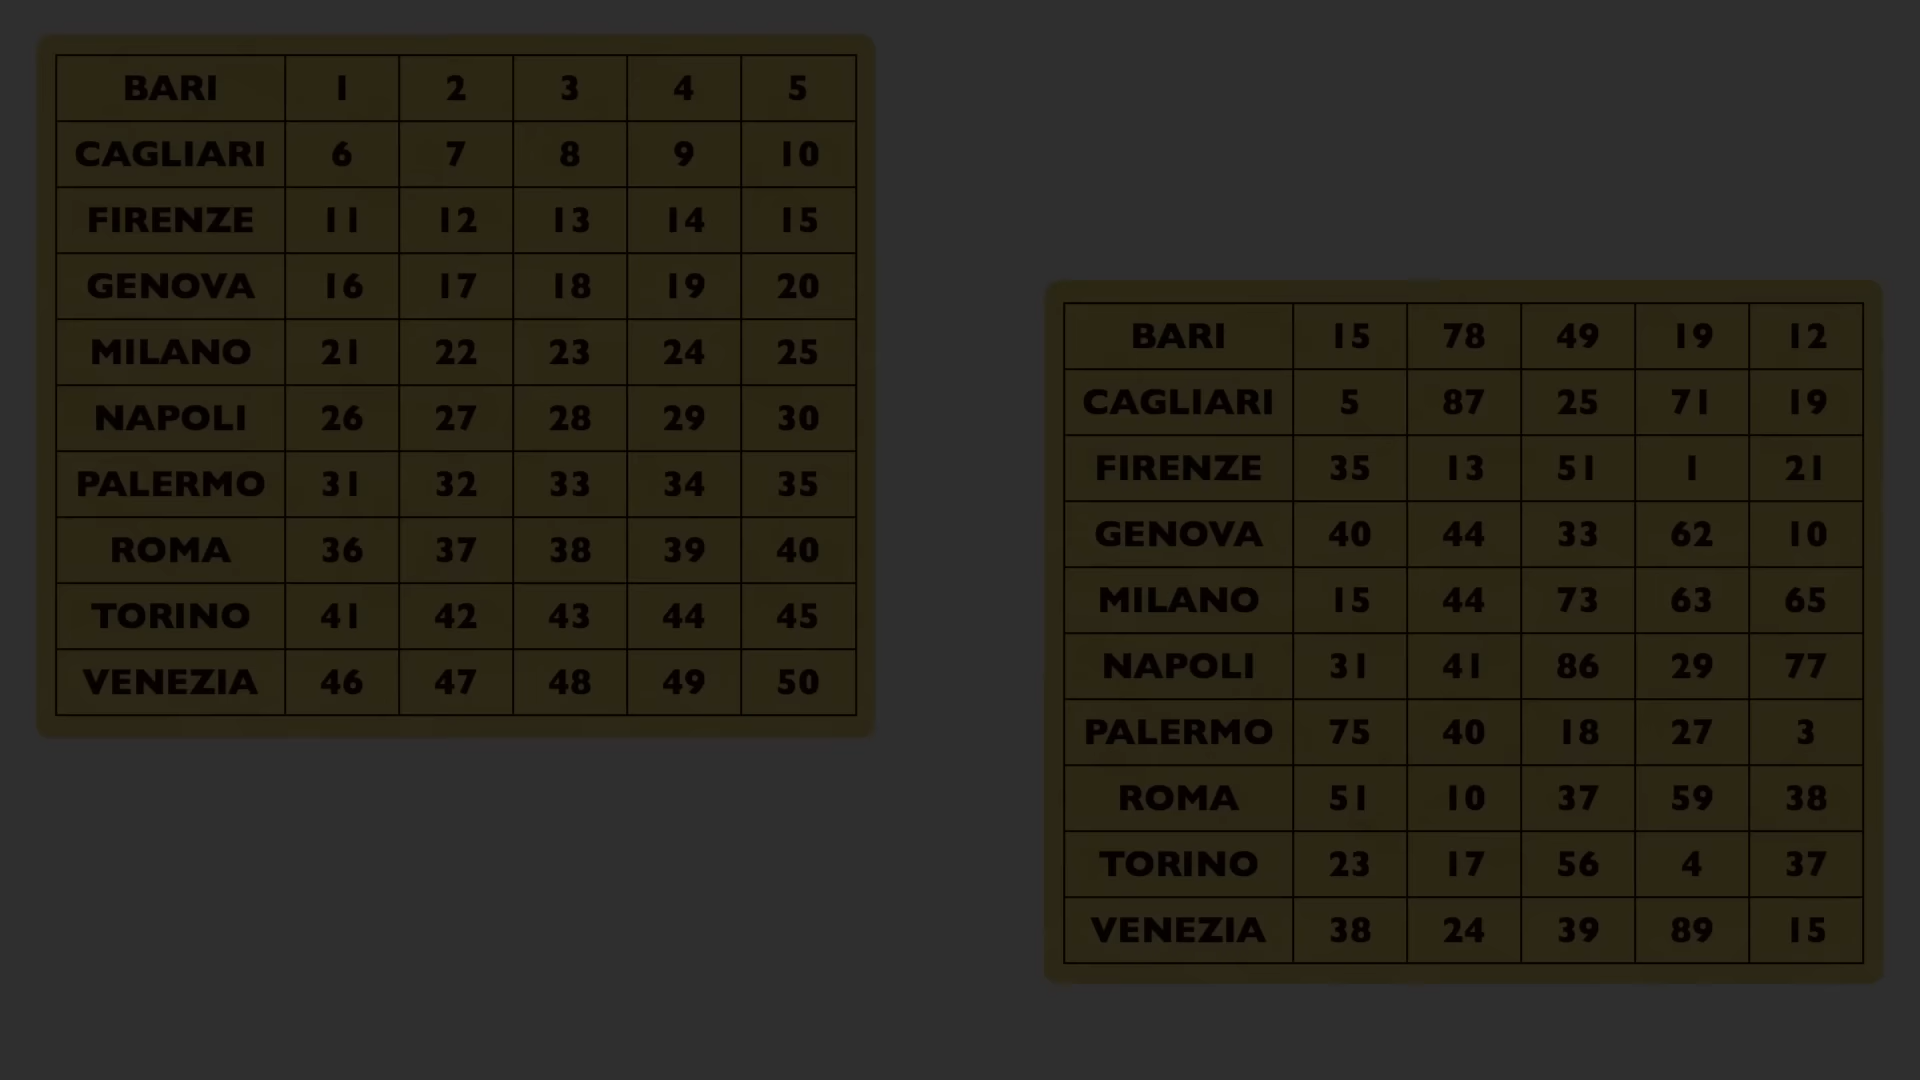 BARI 1 2 3 4 5
CAGLIARI 6 7 8 9 10
FIRENZE 11 12 13 14 15
GENOVA 16 17 18 19 20
MILANO 21 22 23 24 25
NAPOLI 26 27 28 29 30
PALERMO 31 32 33 34 35
ROMA 36 37 38 39 40
TORINO 41 42 43 44 45
VENEZIA 46 47 48 49 50
BARI 15 78 49 19 12
CAGLIARI 5 87 25 71 19
FIRENZE 35 13 51 1 21
GENOVA 40 44 33 62 10
MILANO 15 44 73 63 65
NAPOLI 31 41 86 29 77
PALERMO 75 40 18 27 3
ROMA 51 10 37 59 38
TORINO 23 17 56 4 37
VENEZIA 38 24 39 89 15